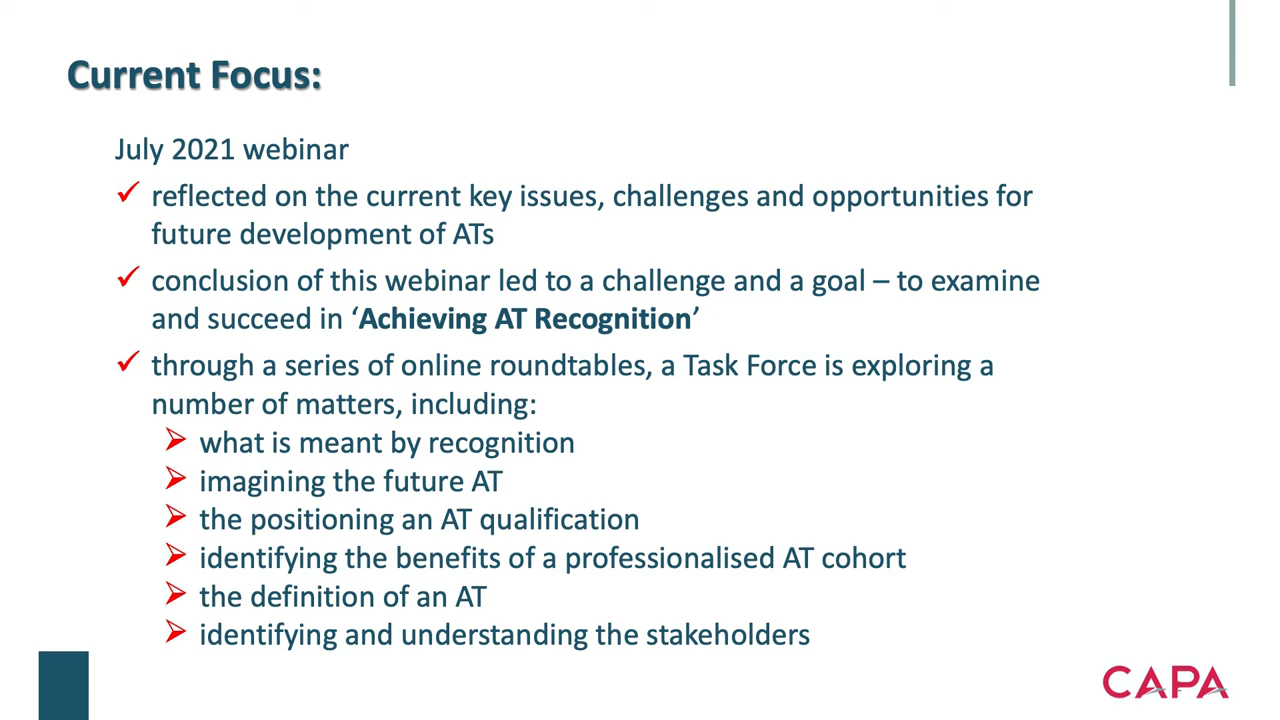 Current Focus:
July 2021 webinar
✓ reflected on the current key issues, challenges and opportunities for
future development of ATs
✓ conclusion of this webinar led to a challenge and a goal – to examine
and succeed in ‘Achieving AT Recognition’
✓ through a series of online roundtables, a Task Force is exploring a
number of matters, including:
➢ what is meant by recognition
➢ imagining the future AT
➢ the positioning an AT qualification
➢ identifying the benefits of a professionalised AT cohort
➢ the definition of an AT
➢ identifying and understanding the stakeholders
CAPA